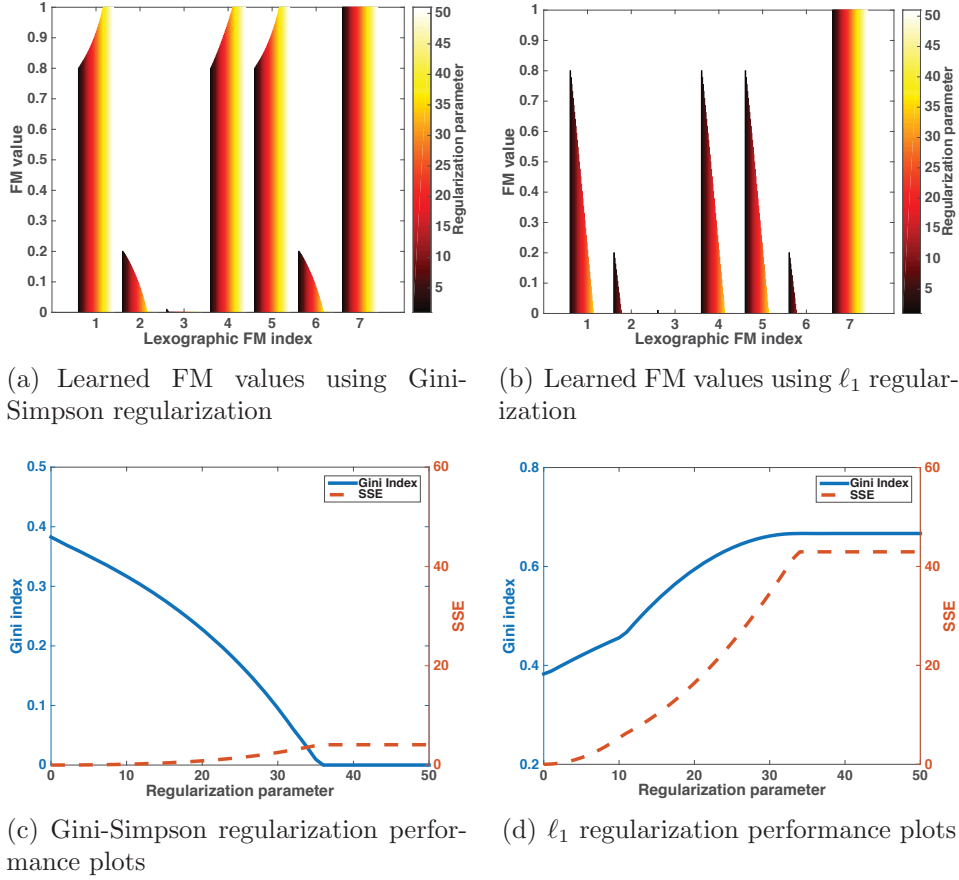 1
0.9
0.8
0.7
0.6
0.5
0.4
0.3
0.2
0.1
0
FM value
1 2 3 4 5 6 7
Lexographic FM index
50
45
40
35
30
25
20
15
10
5
Regularization parameter
1
0.9
0.8
0.7
0.6
0.5
0.4
0.3
0.2
0.1
0
FM value
1 2 3 4 5 6 7
Lexographic FM index
50
45
40
35
30
25
20
15
10
5
Regularization parameter
(a) Learned FM values using Gini-
Simpson regularization
(b) Learned FM values using ℓ1 regular-
ization
0.5
0.4
0.3
0.2
0.1
0
Gini index
Gini Index
SSE
60
40
20
0
SSE
0 10 20 30 40 50
Regularization parameter
0.8
0.6
0.4
0.2
Gini index
Gini Index
SSE
60
40
20
0
SSE
0 10 20 30 40 50
Regularization parameter
(c) Gini-Simpson regularization perfor-
mance plots
(d) ℓ1 regularization performance plots